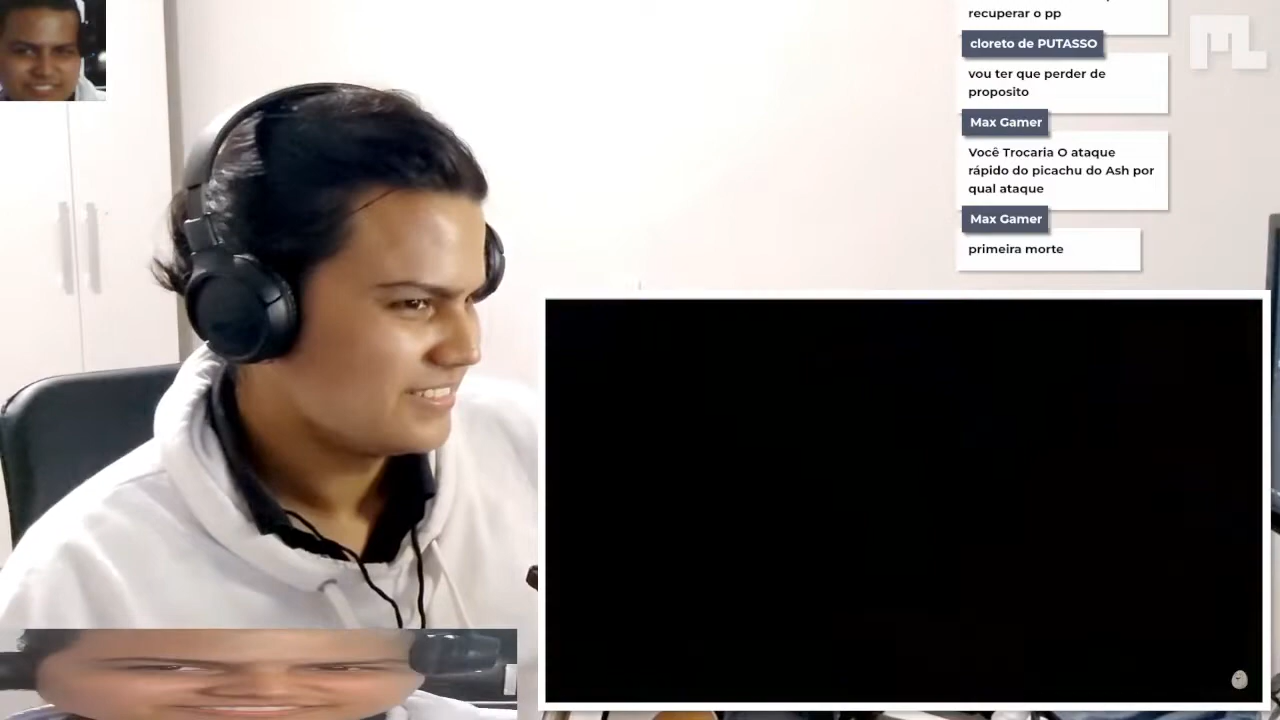 recuperar o pp
cloreto de PUTASSO
vou ter que perder de
proposito
Max Gamer
Você Trocaria O ataque
rápido do picachu do Ash por
qual ataque
Max Gamer
primeira morte
ML